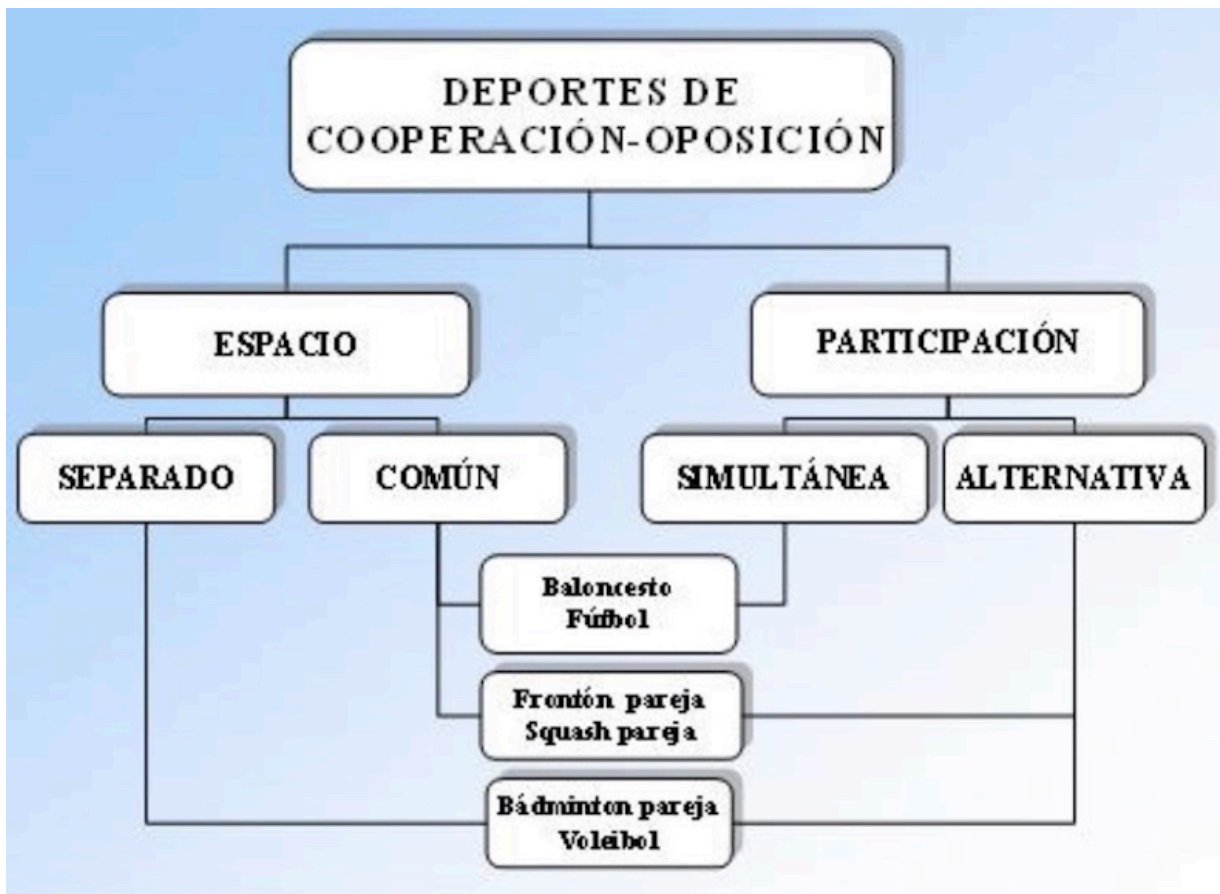 DEPORTES DE
COOPERACIÓN-OPOSICIÓN
ESPACIO
PARTICIPACIÓN
SEPARADO
COMÚN
SIMULTÁNEA
ALTERNATIVA
Baloncesto
Fútbol
Frontón pareja
Squash pareja
Bádminton pareja
Voleibol